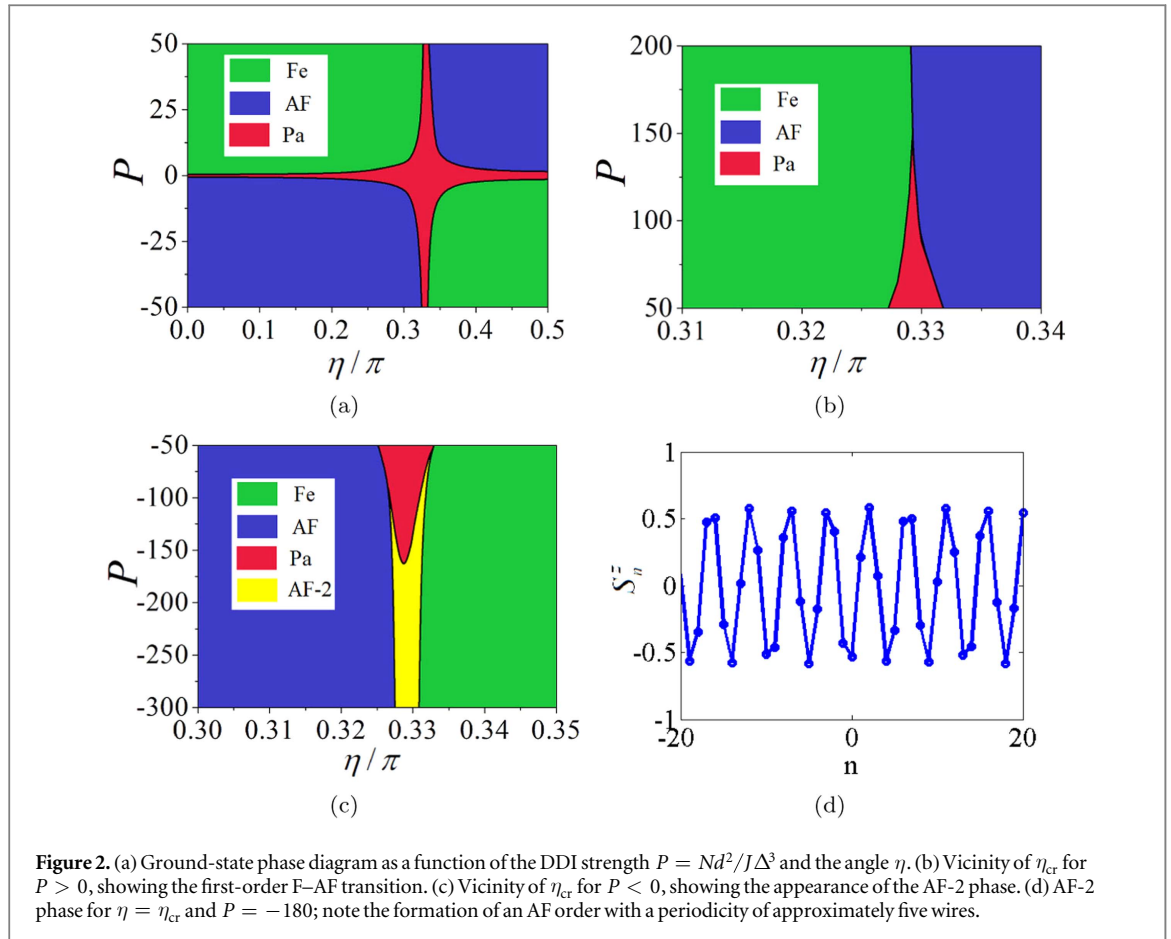 50
25
0
-25
-50
P
Fe
AF
Pa
0.0 0.1 0.2 0.3 0.4 0.5
η / π
(a)
200
150
100
50
P
Fe
AF
Pa
0.31 0.32 0.33 0.34
η / π
(b)
-50
-100
-150
-200
-250
-300
P
Fe
AF
Pa
AF-2
0.30 0.31 0.32 0.33 0.34 0.35
η / π
(c)
1
0.5
0
-0.5
-1
-20 0 20
n
(d)
Figure 2. (a) Ground-state phase diagram as a function of the DDI strength P = Nd²/JΔ³ and the angle η. (b) Vicinity of ηcr for
P > 0, showing the first-order F–AF transition. (c) Vicinity of ηcr for P < 0, showing the appearance of the AF-2 phase. (d) AF-2
phase for η = ηcr and P = −180; note the formation of an AF order with a periodicity of approximately five wires.